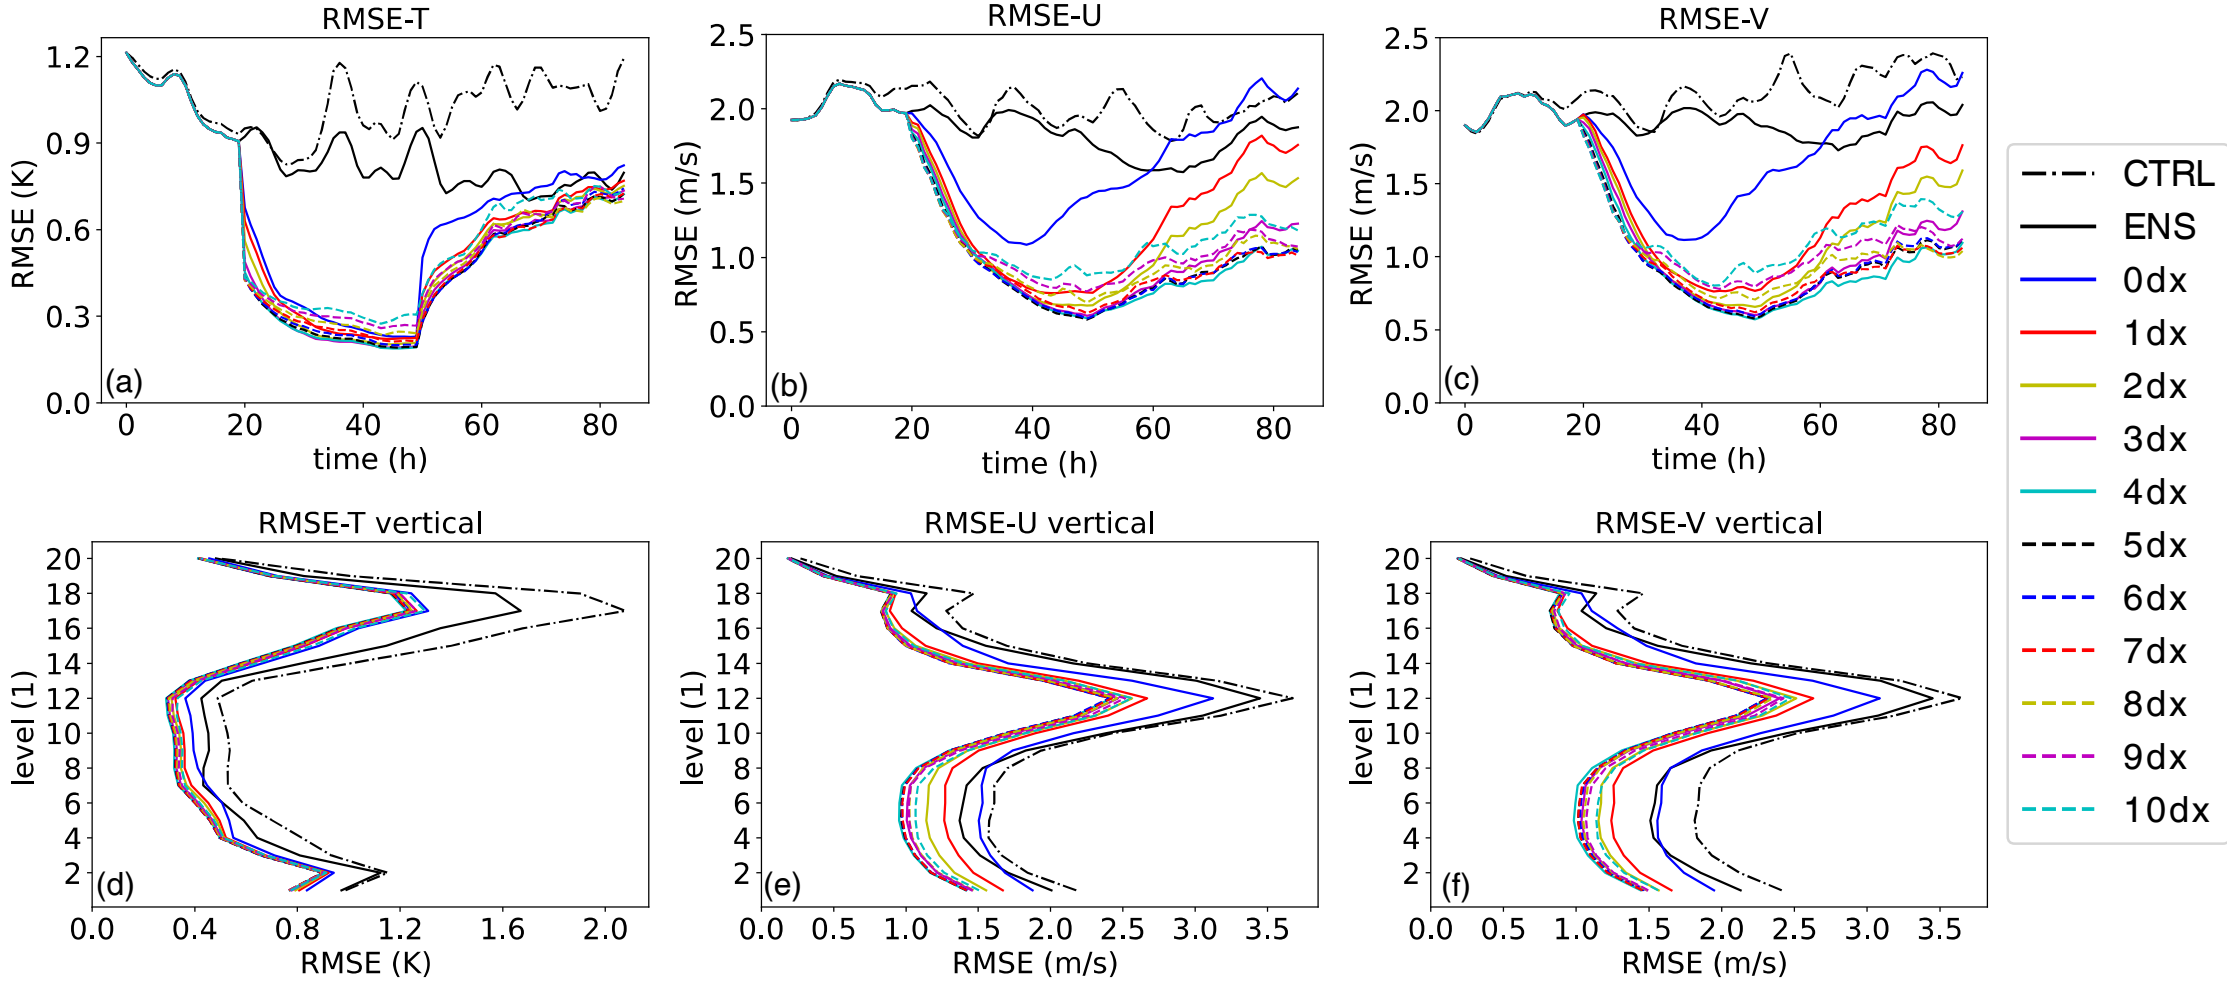 RMSE-T
RMSE-U
RMSE-V
1.2
0.9
0.6
0.3
0.0
RMSE (K)
(a)
0
20
40
60
80
time (h)
2.5
2.0
1.5
1.0
0.5
0.0
RMSE (m/s)
(b)
0
20
40
60
80
time (h)
2.5
2.0
1.5
1.0
0.5
0.0
RMSE (m/s)
(c)
0
20
40
60
80
time (h)
CTRL
ENS
0dx
1dx
2dx
3dx
4dx
5dx
6dx
7dx
8dx
9dx
10dx
RMSE-T vertical
RMSE-U vertical
RMSE-V vertical
20
18
16
14
12
10
8
6
4
2
level (1)
(d)
0.0
0.4
0.8
1.2
1.6
2.0
RMSE (K)
20
18
16
14
12
10
8
6
4
2
level (1)
(e)
0.0
0.5
1.0
1.5
2.0
2.5
3.0
3.5
RMSE (m/s)
20
18
16
14
12
10
8
6
4
2
level (1)
(f)
0.0
0.5
1.0
1.5
2.0
2.5
3.0
3.5
RMSE (m/s)